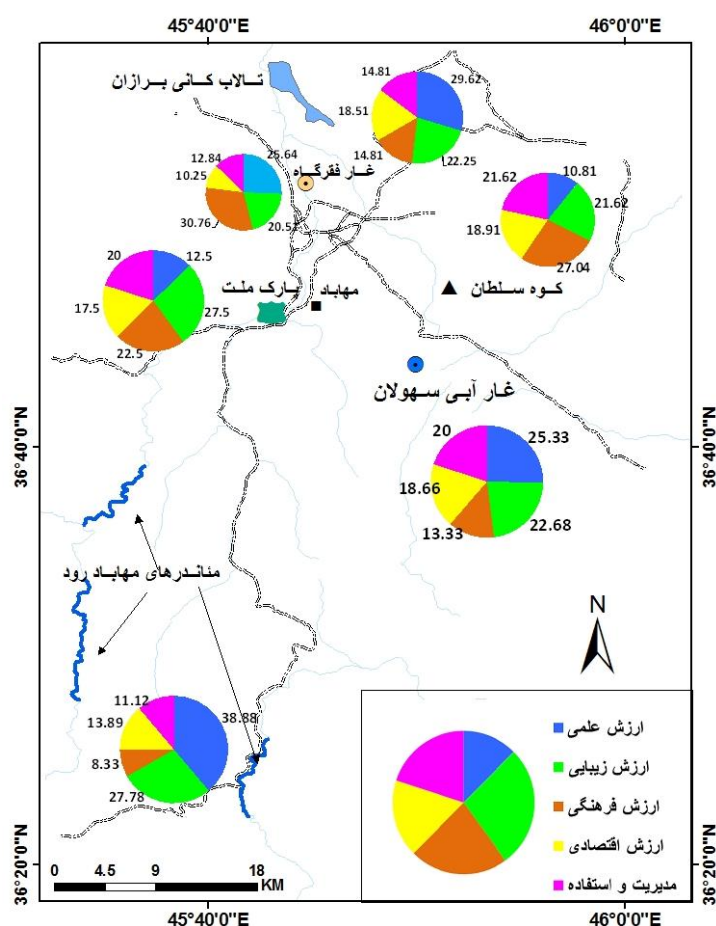 45°40'0"E
46°0'0"E
تالاب کانی برازان
14.81
29.62
18.51
14.81
22.25
غار فقرگاه
12.84
25.64
10.25
30.76
20.51
21.62
10.81
21.62
18.91
27.04
20
12.5
17.5
27.5
22.5
پارک ملت
مهاباد
کوه سلطان
غار آبی سهولان
36°40'0"N
36°40'0"N
20
25.33
18.66
13.33
22.68
مئاندرهای مهاباد رود
N
11.12
38.88
13.89
8.33
27.78
ارزش علمی
ارزش زیبایی
ارزش فرهنگی
ارزش اقتصادی
مدیریت و استفاده
36°20'0"N
36°20'0"N
0 4.5 9 18
KM
45°40'0"E
46°0'0"E